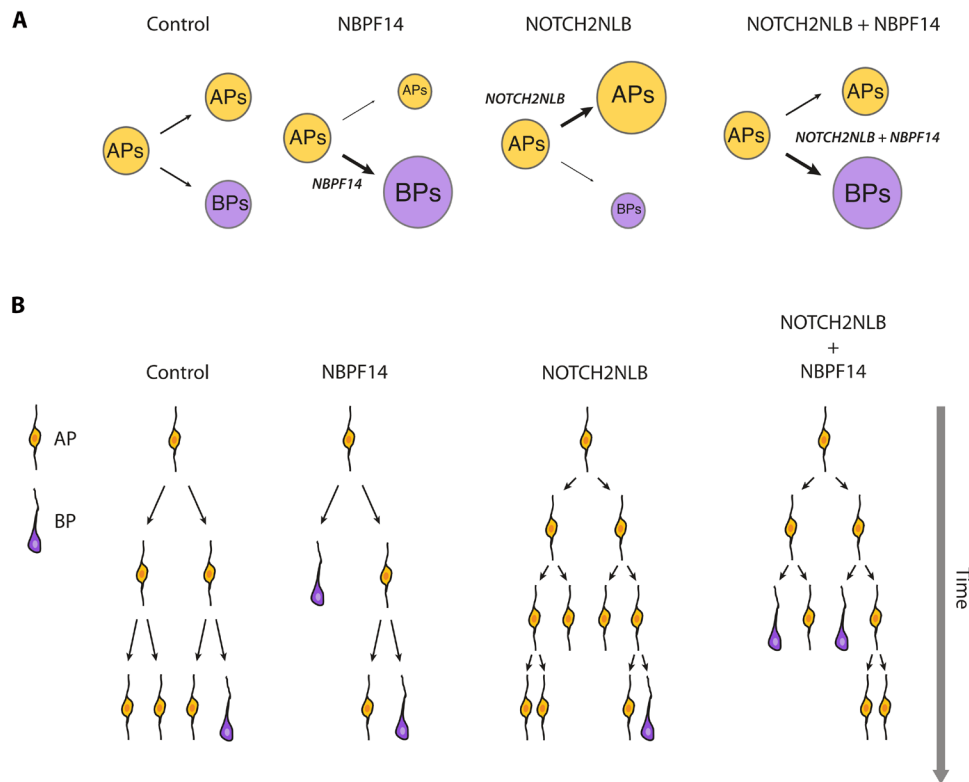 A
Control
NBPF14
NOTCH2NLB
NOTCH2NLB + NBPF14
APs
APs
BPs
APs
APs
NBPF14
BPs
NOTCH2NLB
APs
APs
BPs
APs
APs
NOTCH2NLB + NBPF14
BPs
B
Control
NBPF14
NOTCH2NLB
NOTCH2NLB
+
NBPF14
AP
BP
Time